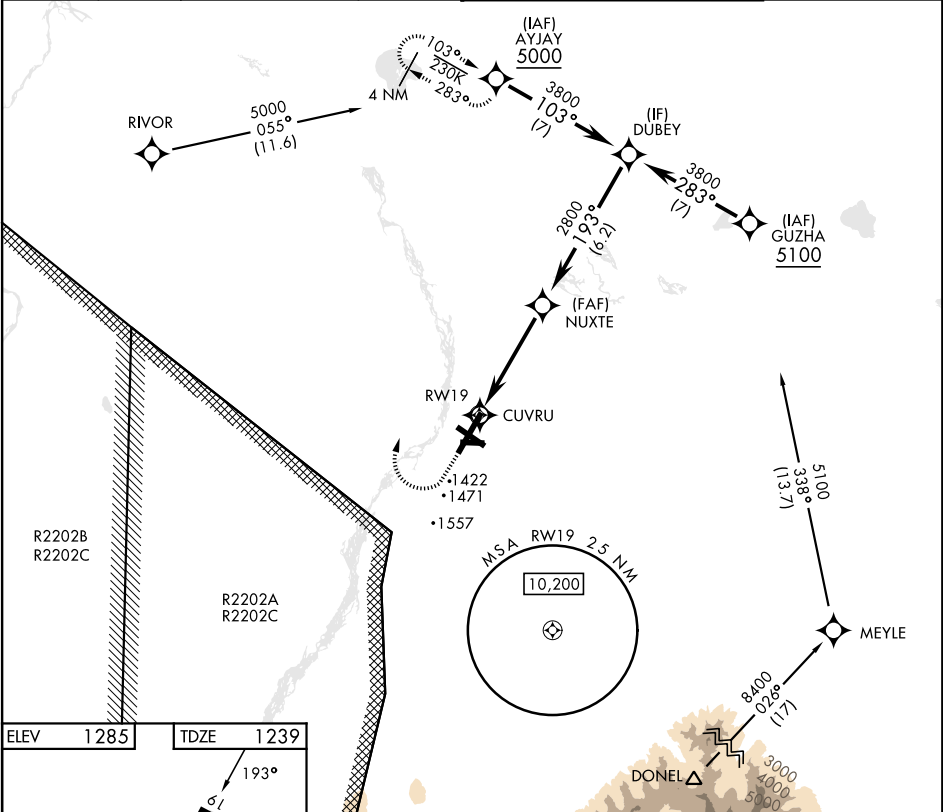 (IAF)
AYJAY
5000
103°
230K
283°
4 NM
3800
103°
(7)
(IF)
DUBEY
RIVOR
5000
055°
(11.6)
3800
283°
(7)
(IAF)
GUZHA
5100
2800
193°
(6.2)
(FAF)
NUXTE
RW19
CUVRU
1422
1471
1557
5100
338°
(13.7)
R2202B
R2202C
R2202A
R2202C
MSA RW19 25 NM
10,200
MEYLE
8400
026°
(17)
DONEL
3000
4000
5000
ELEV 1285
TDZE 1239
193°
19